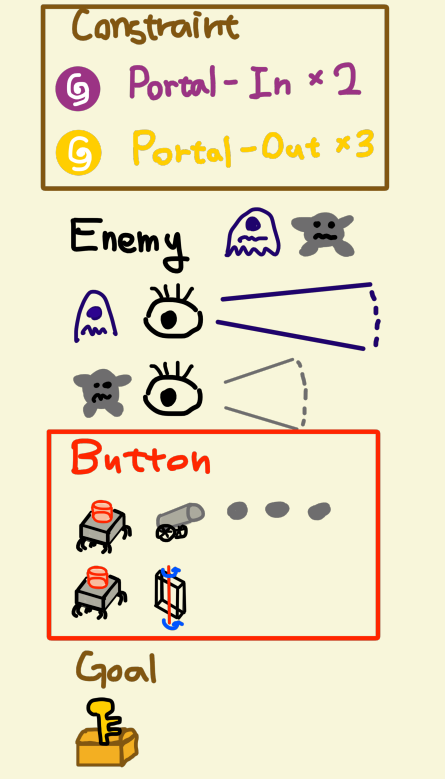 Constraint
Portal-In ×2
Portal-Out ×3
Enemy
Button
Goal